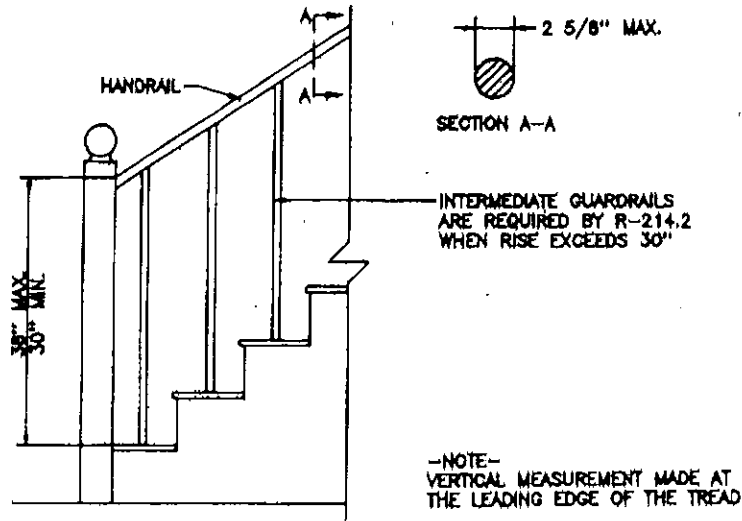 A
A
HANDRAIL
2 5/8" MAX.
SECTION A-A
INTERMEDIATE GUARDRAILS
ARE REQUIRED BY R-214.2
WHEN RISE EXCEEDS 30"
38" MAX.
30" MIN.
-NOTE-
VERTICAL MEASUREMENT MADE AT
THE LEADING EDGE OF THE TREAD